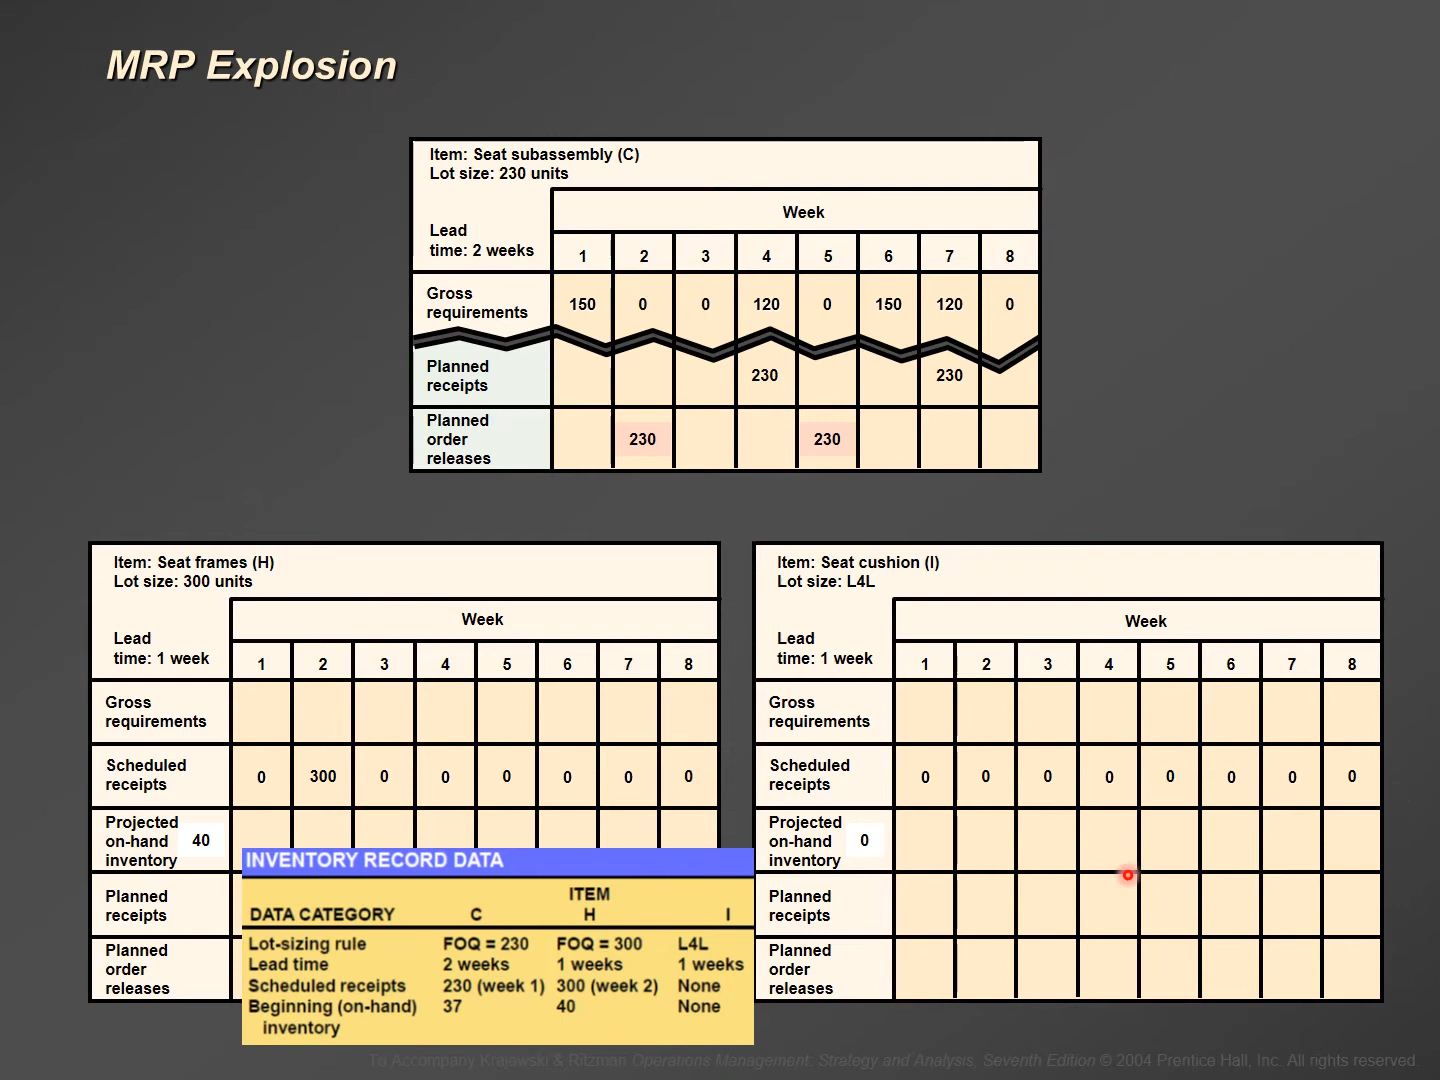 MRP Explosion
Item: Seat subassembly (C)
Lot size: 230 units
Week
Lead
time: 2 weeks
1 2 3 4 5 6 7 8
Gross
requirements
150 0 0 120 0 150 120 0
Planned
receipts
230 230
Planned
order
releases
230 230
Item: Seat frames (H)
Lot size: 300 units
Week
Lead
time: 1 week
1 2 3 4 5 6 7 8
Gross
requirements
Scheduled
receipts
0 300 0 0 0 0 0 0
Projected
on-hand
inventory
40
Planned
receipts
Planned
order
releases
INVENTORY RECORD DATA
ITEM
DATA CATEGORY C H I
Lot-sizing rule FOQ = 230 FOQ = 300 L4L
Lead time 2 weeks 1 weeks 1 weeks
Scheduled receipts 230 (week 1) 300 (week 2) None
Beginning (on-hand) 37 40 None
inventory
Item: Seat cushion (I)
Lot size: L4L
Week
Lead
time: 1 week
1 2 3 4 5 6 7 8
Gross
requirements
Scheduled
receipts
0 0 0 0 0 0 0 0
Projected
on-hand
inventory
0
Planned
receipts
Planned
order
releases
To Accompany Krajewski & Ritzman Operations Management: Strategy and Analysis, Seventh Edition © 2004 Prentice Hall, Inc. All rights reserved.